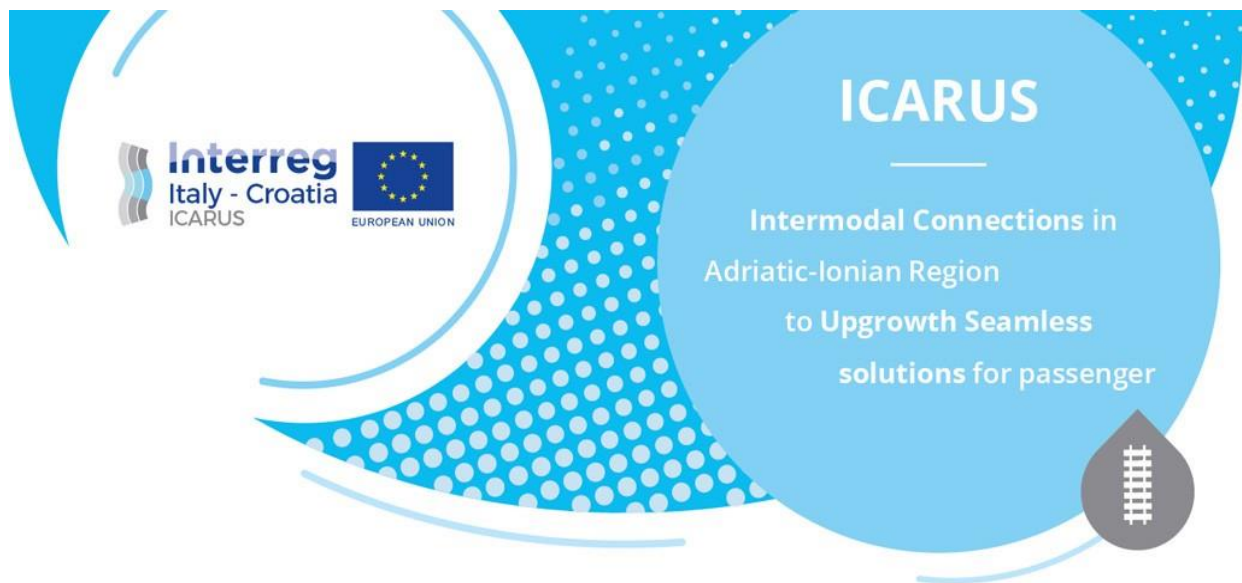 Interreg
Italy - Croatia
ICARUS
EUROPEAN UNION
ICARUS
Intermodal Connections in
Adriatic-Ionian Region
to Upgrowth Seamless
solutions for passenger